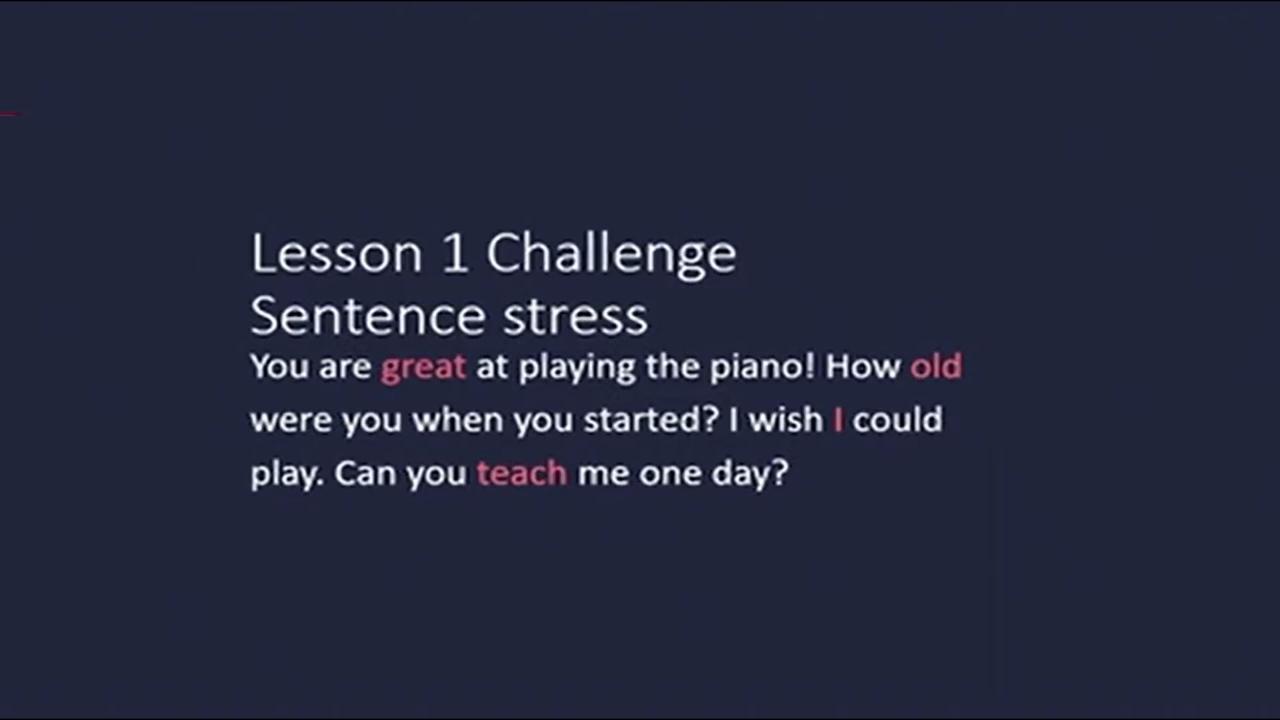 Lesson 1 Challenge
Sentence stress
You are great at playing the piano! How old
were you when you started? I wish I could
play. Can you teach me one day?